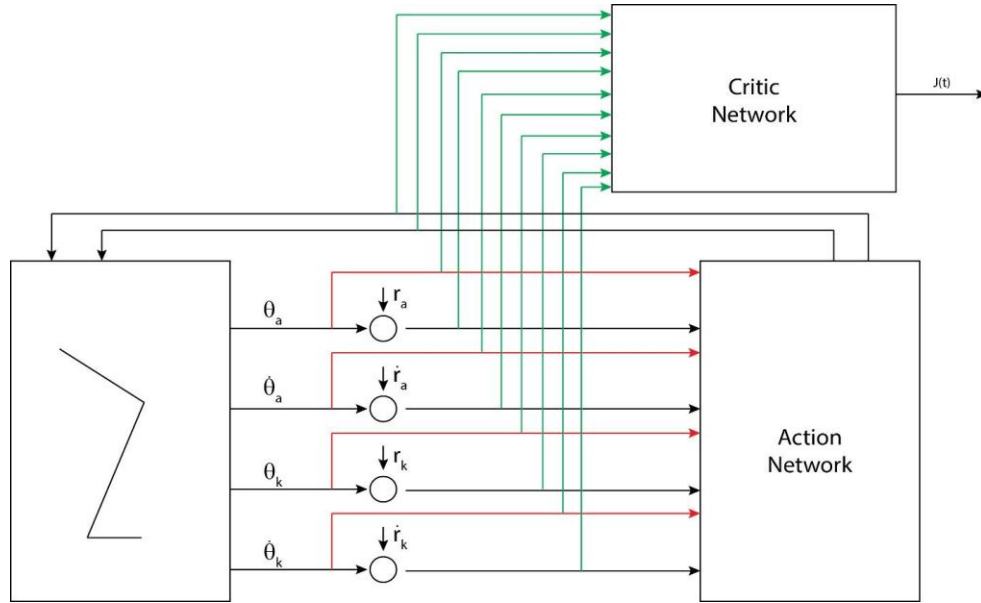 Critic
Network
J(t)
θₐ
rₐ
θ̇ₐ
ṙₐ
θₖ
rₖ
θ̇ₖ
ṙₖ
Action
Network